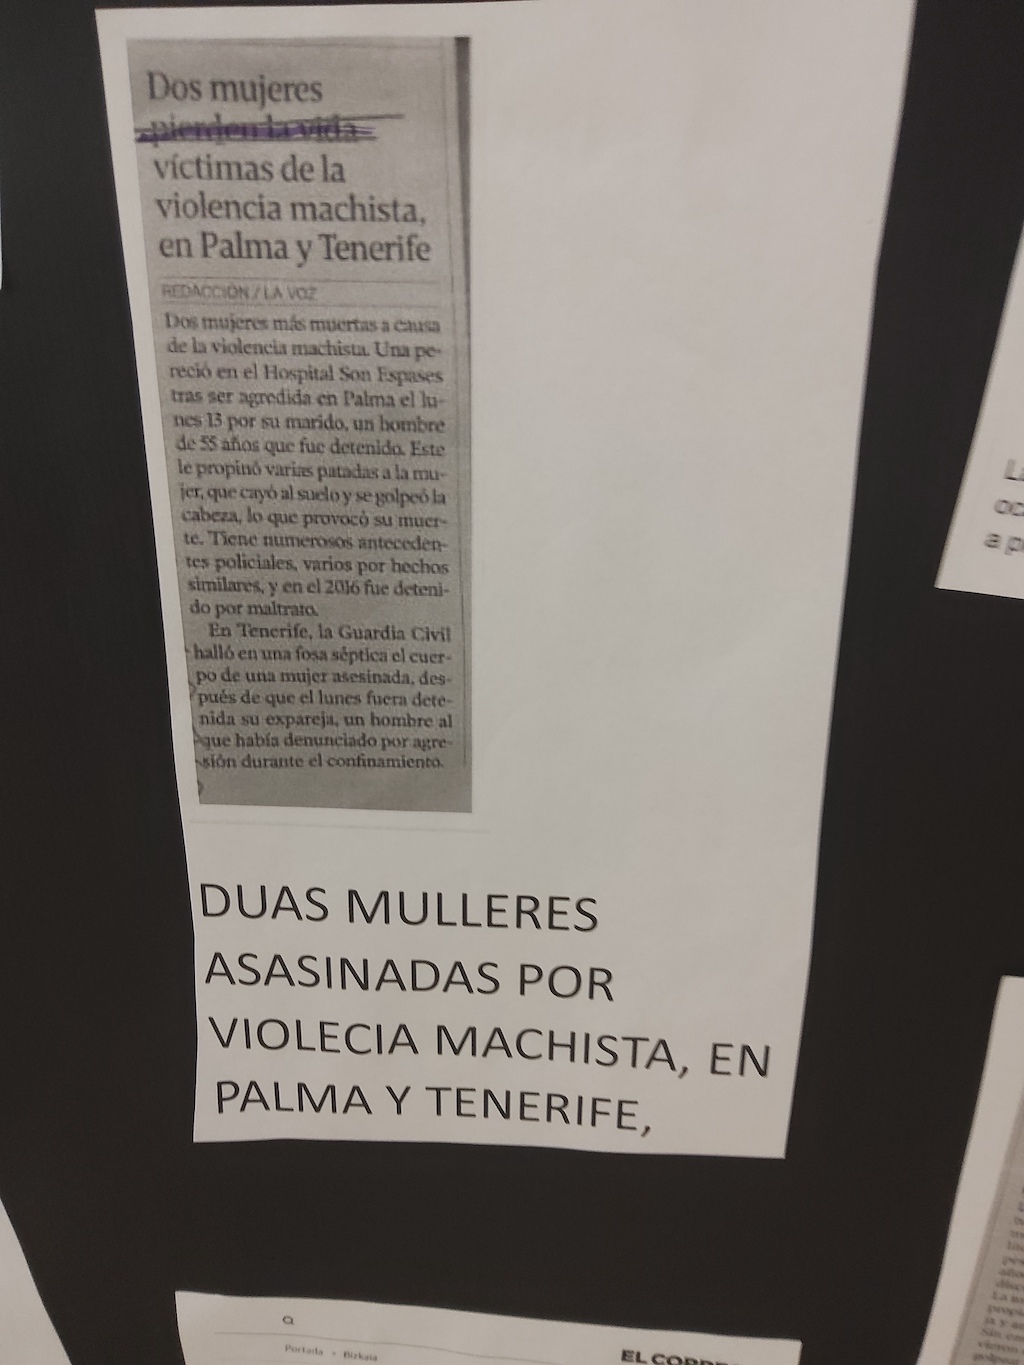 Dos mujeres
pierden la vida
víctimas de la
violencia machista,
en Palma y Tenerife
REDACCIÓN / LA VOZ
Dos mujeres más muertas a causa
de la violencia machista. Una pe-
reció en el Hospital Son Espases
tras ser agredida en Palma el lu-
nes 13 por su marido, un hombre
de 55 años que fue detenido. Este
le propinó varias patadas a la mu-
jer, que cayó al suelo y se golpeó la
cabeza, lo que provocó su muer-
te. Tiene numerosos anteceden-
tes policiales, varios por hechos
similares, y en el 2016 fue deteni-
do por maltrato.
En Tenerife, la Guardia Civil
halló en una fosa séptica el cuer-
po de una mujer asesinada, des-
pués de que el lunes fuera dete-
nida su expareja, un hombre al
que había denunciado por agre-
sión durante el confinamiento.
DUAS MULLERES
ASASINADAS POR
VIOLECIA MACHISTA, EN
PALMA Y TENERIFE,
Portada
Bizkaia
EL
a